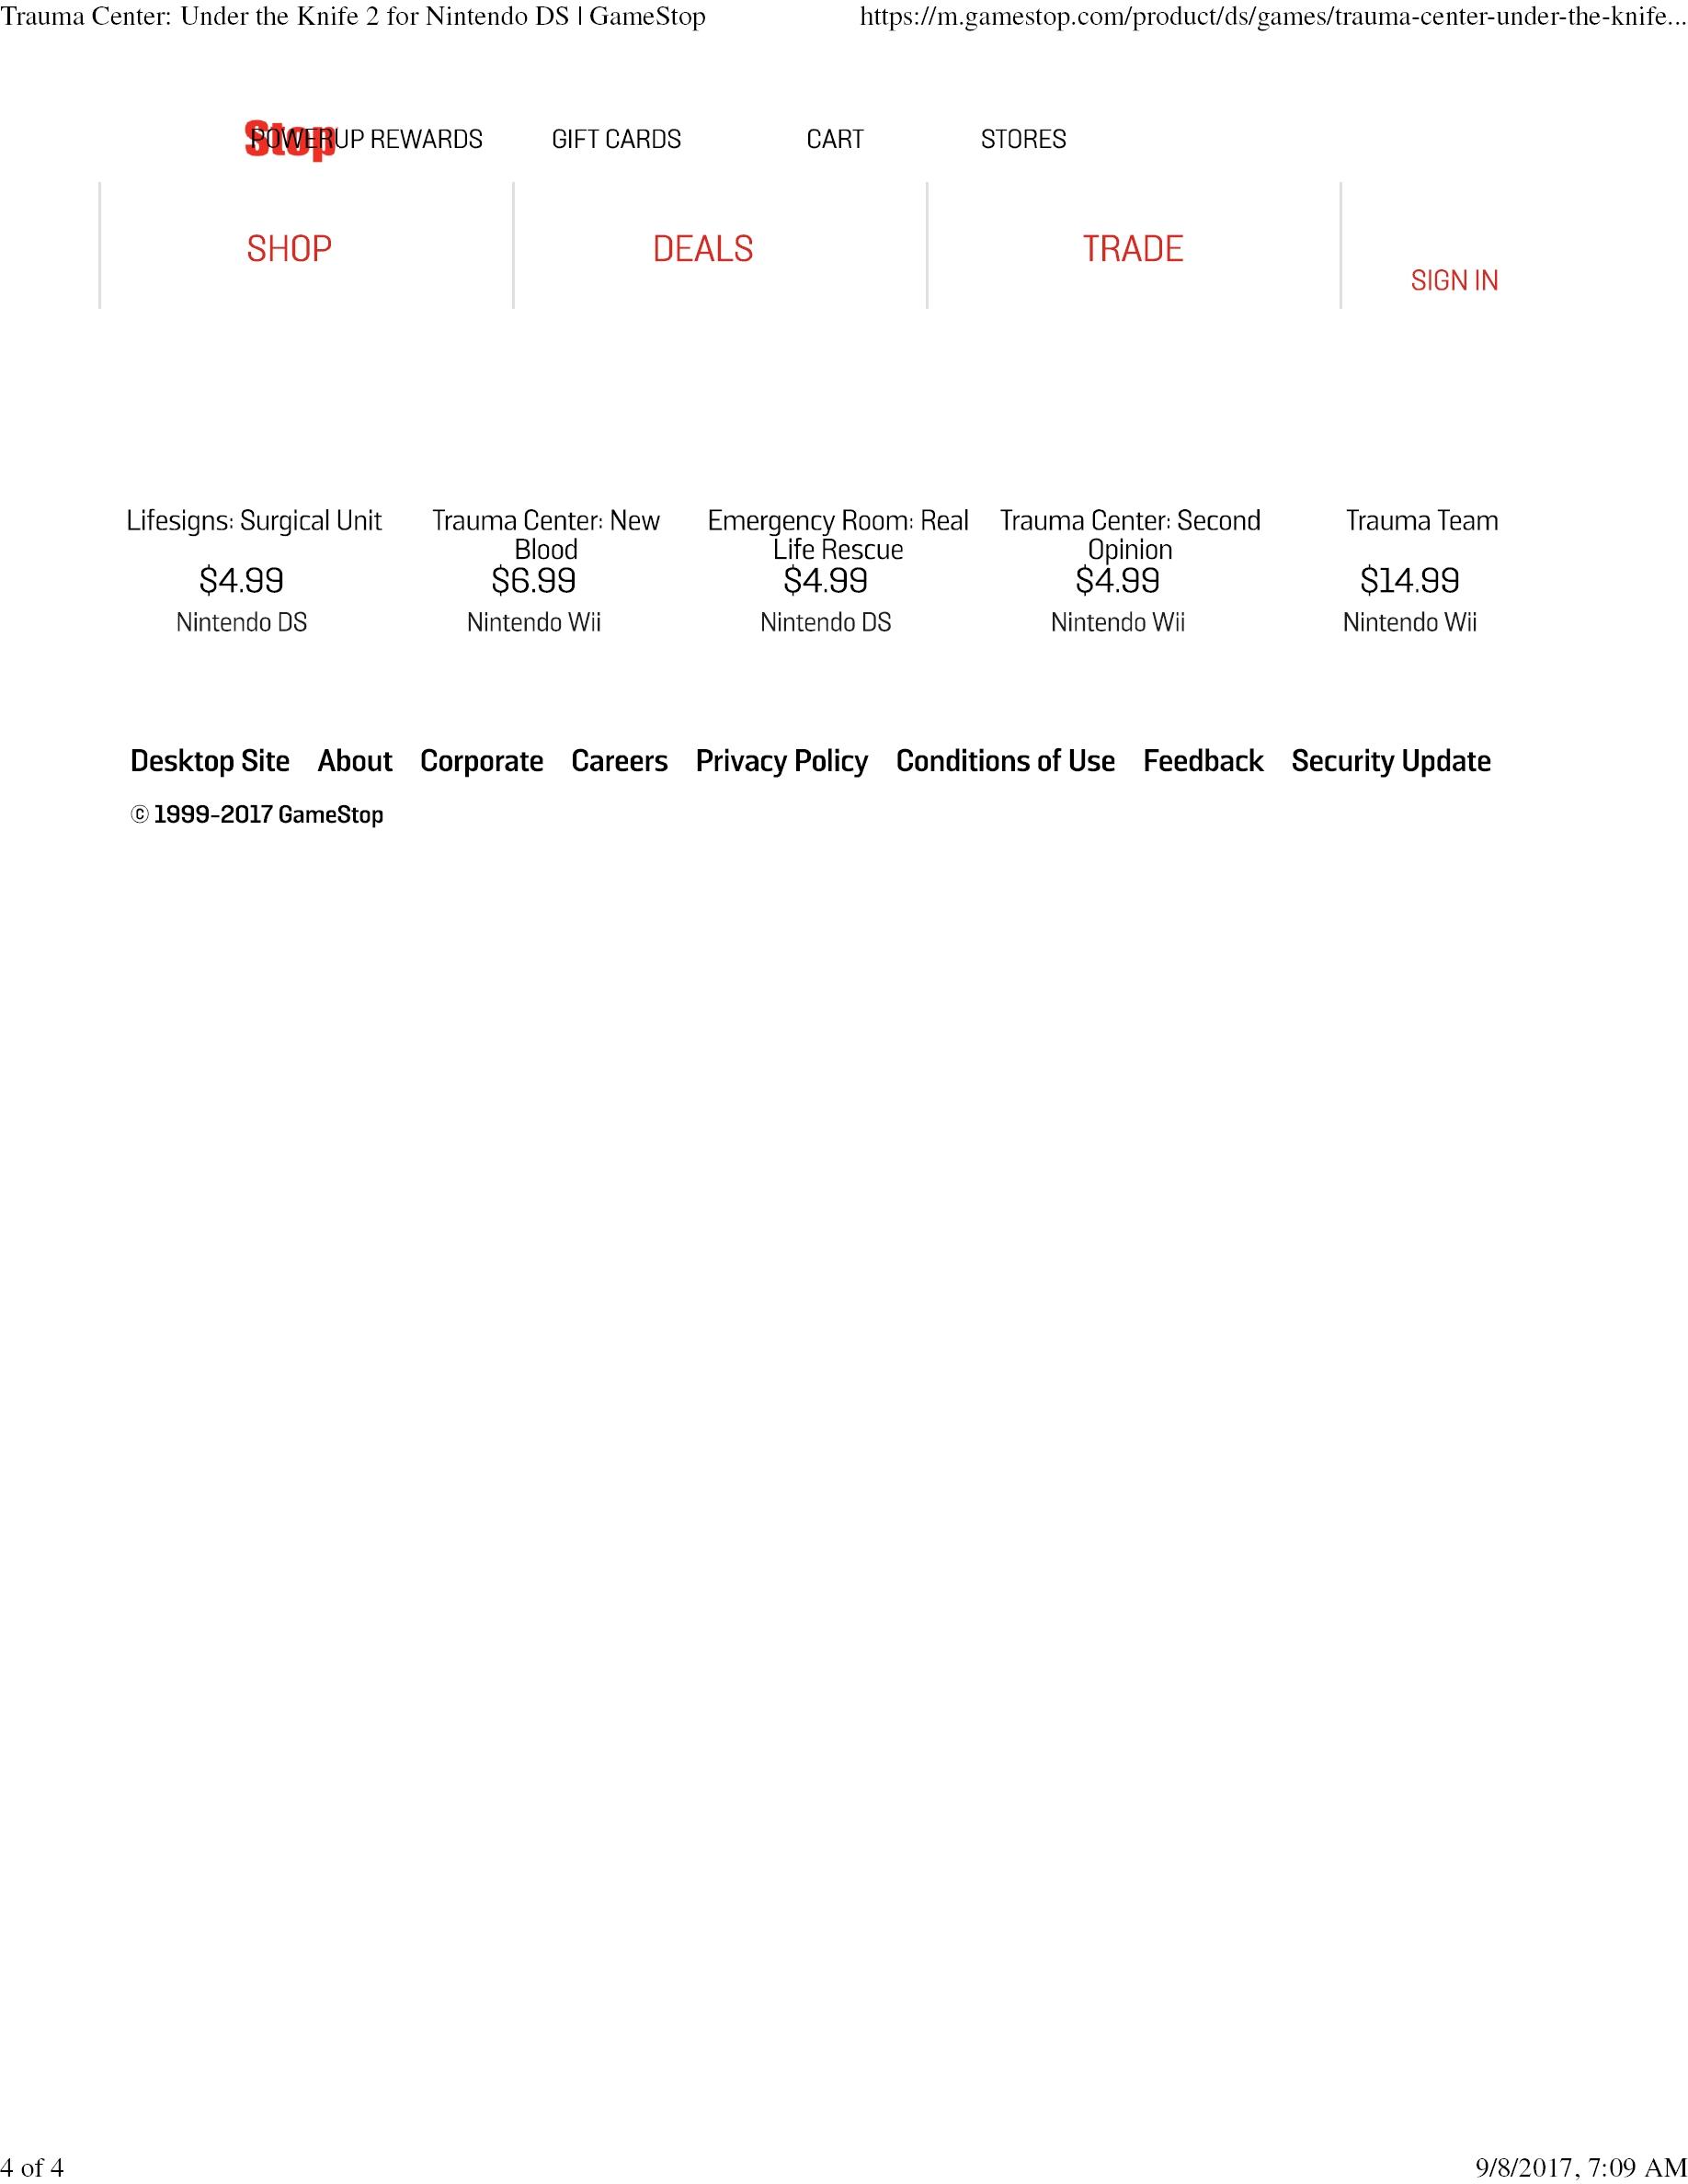 Trauma Center: Under the Knife 2 for Nintendo DS | GameStop https://m.gamestop.com/product/ds/games/trauma-center-under-the-knife...
Stop
POWERUP REWARDS GIFT CARDS CART STORES
SHOP DEALS TRADE
SIGN IN
Lifesigns: Surgical Unit
$4.99
Nintendo DS
Trauma Center: New
Blood
$6.99
Nintendo Wii
Emergency Room: Real
Life Rescue
$4.99
Nintendo DS
Trauma Center: Second
Opinion
$4.99
Nintendo Wii
Trauma Team
$14.99
Nintendo Wii
Desktop Site About Corporate Careers Privacy Policy Conditions of Use Feedback Security Update
© 1999-2017 GameStop
4 of 4 9/8/2017, 7:09 AM